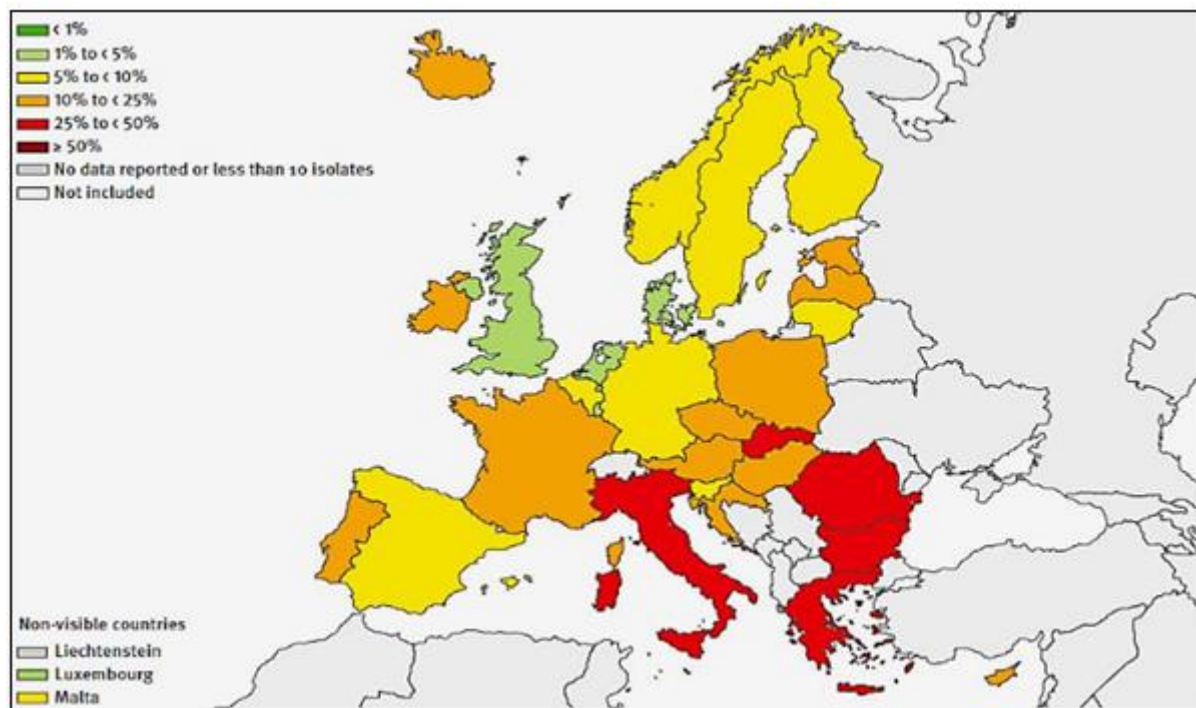 < 1%
1% to < 5%
5% to < 10%
10% to < 25%
25% to < 50%
≥ 50%
No data reported or less than 10 isolates
Not included
Non-visible countries
Liechtenstein
Luxembourg
Malta